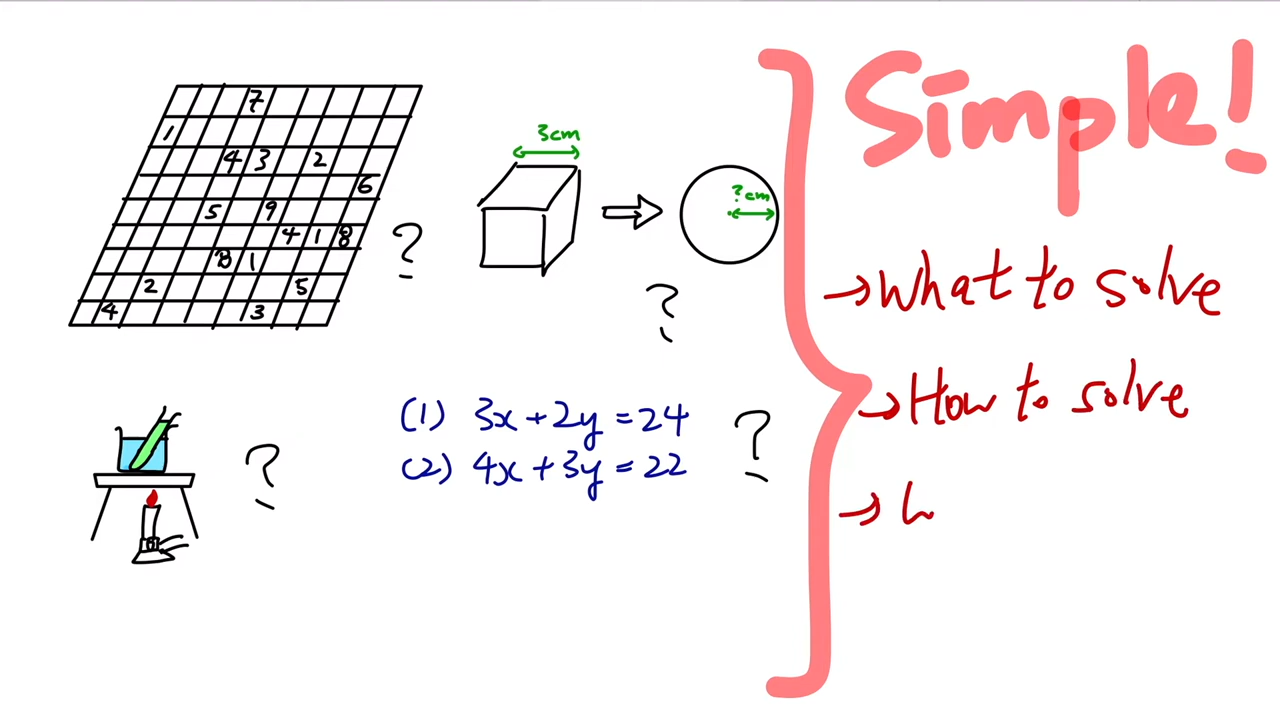 7
1
4 3 2
6
5 9
4 1 8
8 1
2 5
4 3
?
3cm
?cm
?
?
(1) 3x+2y=24
(2) 4x+3y=22
?
Simple!
→What to solve
→How to solve
→